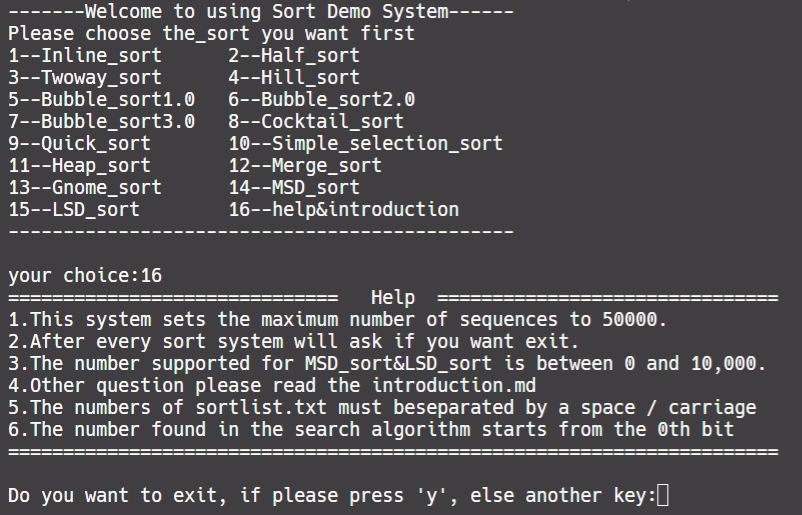 -------Welcome to using Sort Demo System------
Please choose the_sort you want first
1--Inline_sort      2--Half_sort
3--Twoway_sort      4--Hill_sort
5--Bubble_sort1.0   6--Bubble_sort2.0
7--Bubble_sort3.0   8--Cocktail_sort
9--Quick_sort       10--Simple_selection_sort
11--Heap_sort       12--Merge_sort
13--Gnome_sort      14--MSD_sort
15--LSD_sort        16--help&introduction
----------------------------------------------
your choice:16
==============================   Help  ===============================
1.This system sets the maximum number of sequences to 50000.
2.After every sort system will ask if you want exit.
3.The number supported for MSD_sort&LSD_sort is between 0 and 10,000.
4.Other question please read the introduction.md
5.The numbers of sortlist.txt must beseparated by a space / carriage
6.The number found in the search algorithm starts from the 0th bit
======================================================================
Do you want to exit, if please press 'y', else another key: